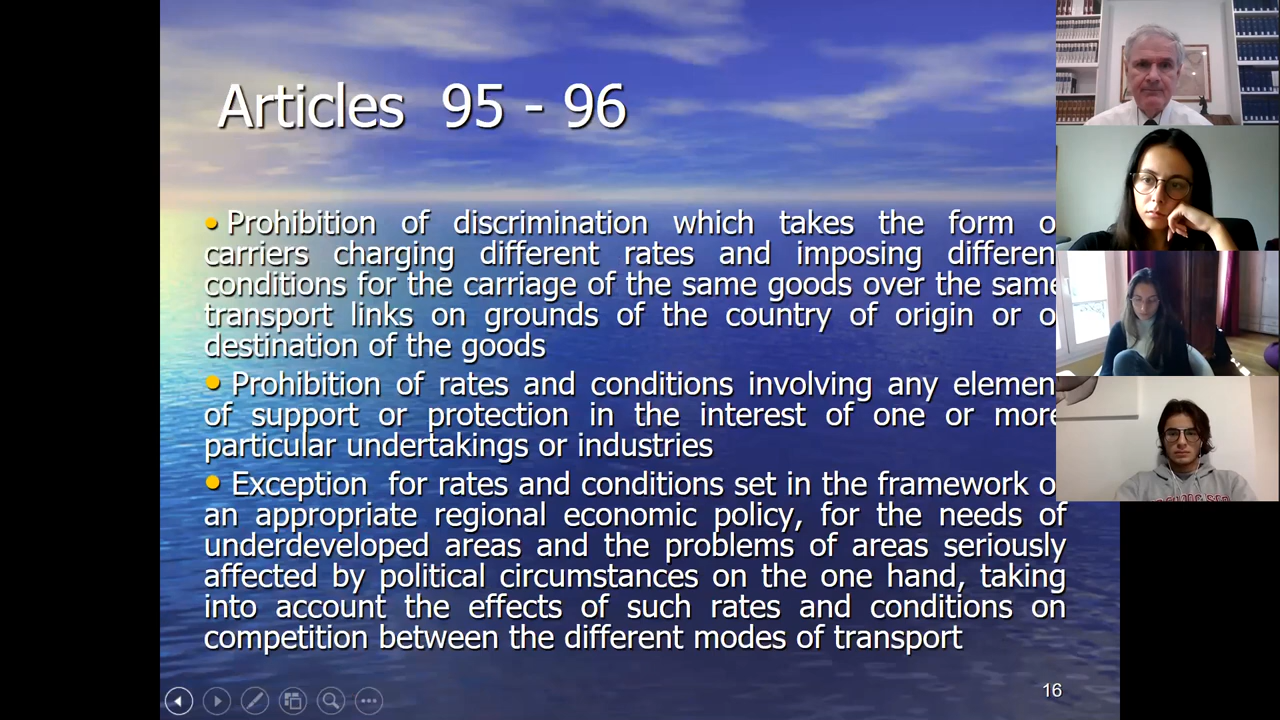 Articles 95 - 96
• Prohibition of discrimination which takes the form o
carriers charging different rates and imposing differen
conditions for the carriage of the same goods over the same
transport links on grounds of the country of origin or o
destination of the goods
• Prohibition of rates and conditions involving any elemen
of support or protection in the interest of one or more
particular undertakings or industries
• Exception for rates and conditions set in the framework o
an appropriate regional economic policy, for the needs of
underdeveloped areas and the problems of areas seriously
affected by political circumstances on the one hand, taking
into account the effects of such rates and conditions on
competition between the different modes of transport
16